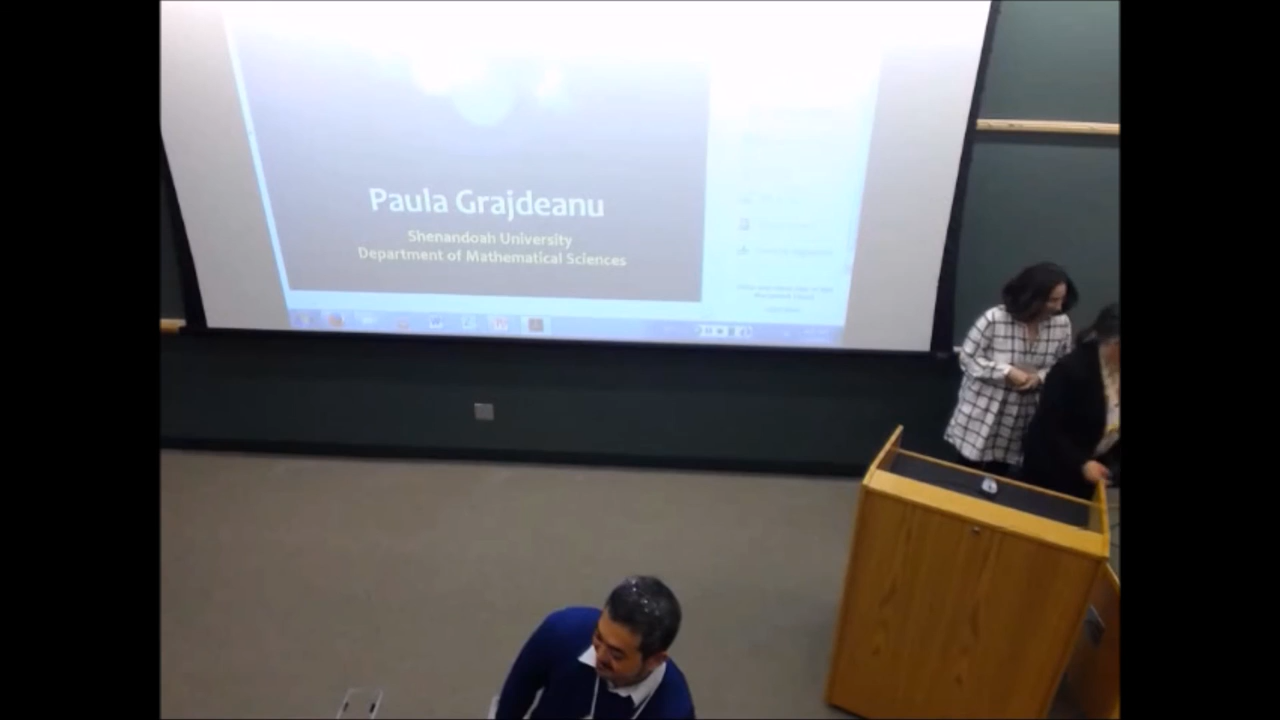 Paula Grajdeanu
Shenandoah University
Department of Mathematical Sciences